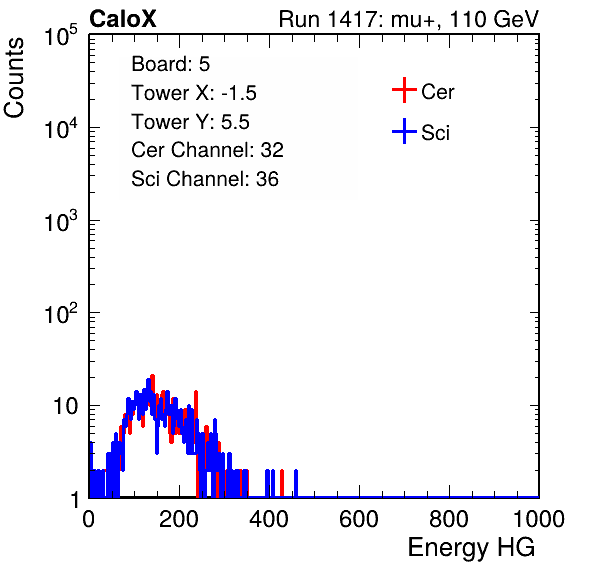 CaloX
Run 1417: mu+, 110 GeV
Counts
10^5
10^4
10^3
10^2
10
1
Board: 5
Tower X: -1.5
Tower Y: 5.5
Cer Channel: 32
Sci Channel: 36
Cer
Sci
0 200 400 600 800 1000
Energy HG